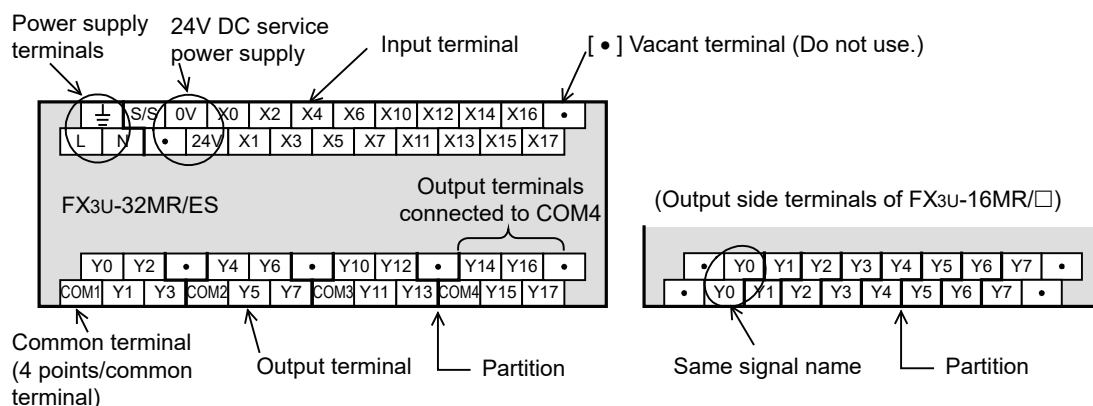 Power supply
terminals
24V DC service
power supply
Input terminal
[ • ] Vacant terminal (Do not use.)
S/S 0V X0 X2 X4 X6 X10 X12 X14 X16 •
L N • 24V X1 X3 X5 X7 X11 X13 X15 X17
FX3U-32MR/ES
Output terminals
connected to COM4
Y0 Y2 • Y4 Y6 • Y10 Y12 • Y14 Y16 •
COM1 Y1 Y3 COM2 Y5 Y7 COM3 Y11 Y13 COM4 Y15 Y17
Common terminal
(4 points/common
terminal)
Output terminal
Partition
(Output side terminals of FX3U-16MR/□)
• Y0 Y1 Y2 Y3 Y4 Y5 Y6 Y7 •
• Y0 Y1 Y2 Y3 Y4 Y5 Y6 Y7 •
Same signal name
Partition